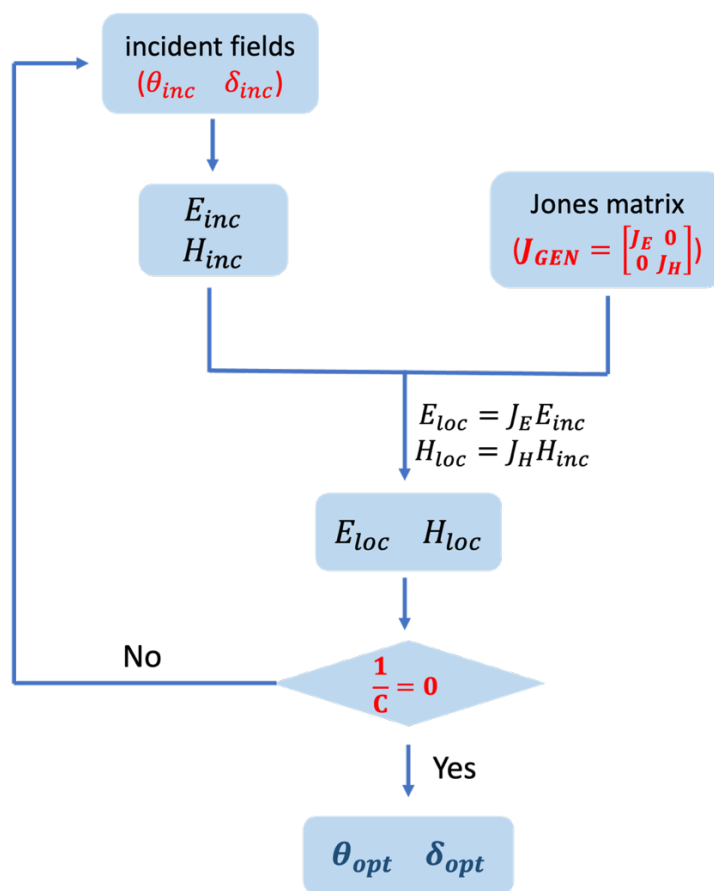 incident fields
(θ_inc δ_inc)
E_inc
H_inc
Jones matrix
(J_GEN = [J_E 0
0 J_H])
E_loc = J_E E_inc
H_loc = J_H H_inc
E_loc H_loc
1/C = 0
No
Yes
θ_opt δ_opt